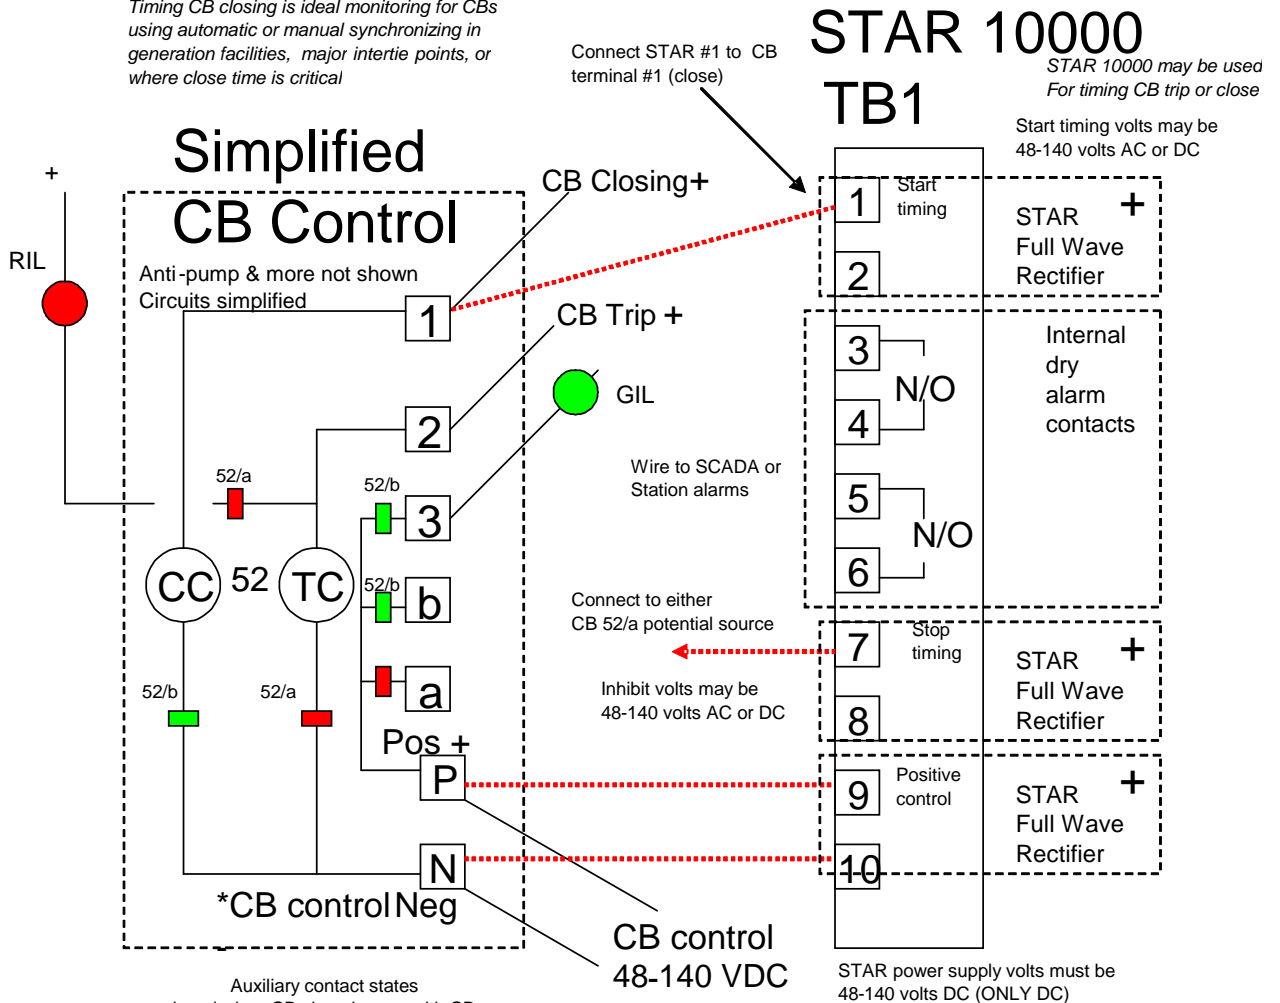 Timing CB closing is ideal monitoring for CBs
using automatic or manual synchronizing in
generation facilities, major intertie points, or
where close time is critical
STAR 10000
TB1
Connect STAR #1 to CB
terminal #1 (close)
STAR 10000 may be used
For timing CB trip or close
Start timing volts may be
48-140 volts AC or DC
Simplified
CB Control
Anti-pump & more not shown
Circuits simplified
+
RIL
CB Closing+
1
CB Trip +
2
GIL
52/a
52/b
3
CC
52
TC
52/b
b
a
52/b
52/a
Pos +
P
N
*CB control Neg
-
CB control
48-140 VDC
Wire to SCADA or
Station alarms
Connect to either
CB 52/a potential source
Inhibit volts may be
48-140 volts AC or DC
1
Start
timing
2
STAR
Full Wave
Rectifier
+
3
N/O
4
5
N/O
6
Internal
dry
alarm
contacts
7
Stop
timing
8
STAR
Full Wave
Rectifier
+
9
Positive
control
10
STAR
Full Wave
Rectifier
+
STAR power supply volts must be
48-140 volts DC (ONLY DC)
Auxiliary contact states